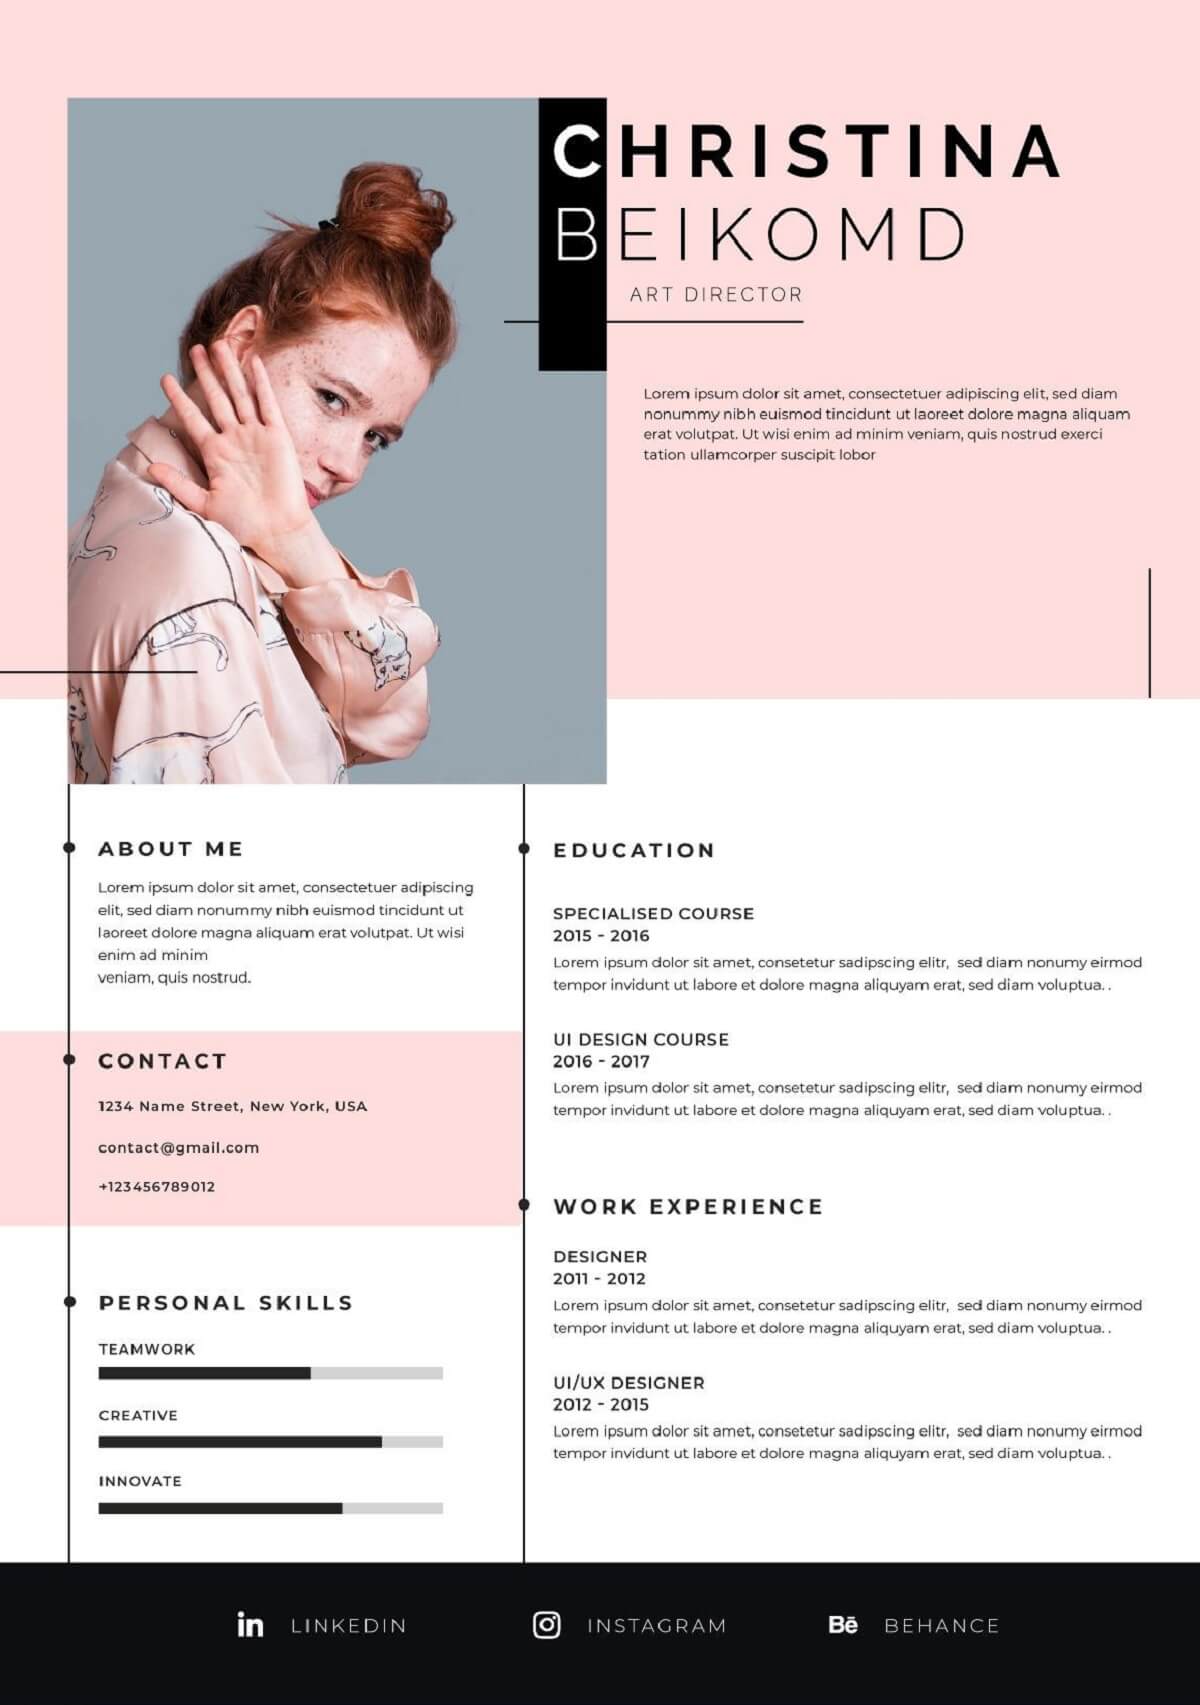 CHRISTINA
BEIKOMD
ART DIRECTOR
Lorem ipsum dolor sit amet, consectetuer adipiscing elit, sed diam
nonummy nibh euismod tincidunt ut laoreet dolore magna aliquam
erat volutpat. Ut wisi enim ad minim veniam, quis nostrud exerci
tation ullamcorper suscipit lobor
ABOUT ME
Lorem ipsum dolor sit amet, consectetuer adipiscing
elit, sed diam nonummy nibh euismod tincidunt ut
laoreet dolore magna aliquam erat volutpat. Ut wisi
enim ad minim
veniam, quis nostrud.
CONTACT
1234 Name Street, New York, USA
contact@gmail.com
+123456789012
PERSONAL SKILLS
TEAMWORK
CREATIVE
INNOVATE
EDUCATION
SPECIALISED COURSE
2015 - 2016
Lorem ipsum dolor sit amet, consetetur sadipscing elitr,  sed diam nonumy eirmod
tempor invidunt ut labore et dolore magna aliquyam erat, sed diam voluptua. .
UI DESIGN COURSE
2016 - 2017
Lorem ipsum dolor sit amet, consetetur sadipscing elitr,  sed diam nonumy eirmod
tempor invidunt ut labore et dolore magna aliquyam erat, sed diam voluptua. .
WORK EXPERIENCE
DESIGNER
2011 - 2012
Lorem ipsum dolor sit amet, consetetur sadipscing elitr,  sed diam nonumy eirmod
tempor invidunt ut labore et dolore magna aliquyam erat, sed diam voluptua. .
UI/UX DESIGNER
2012 - 2015
Lorem ipsum dolor sit amet, consetetur sadipscing elitr,  sed diam nonumy eirmod
tempor invidunt ut labore et dolore magna aliquyam erat, sed diam voluptua. .
in LINKEDIN
INSTAGRAM
Bē BEHANCE